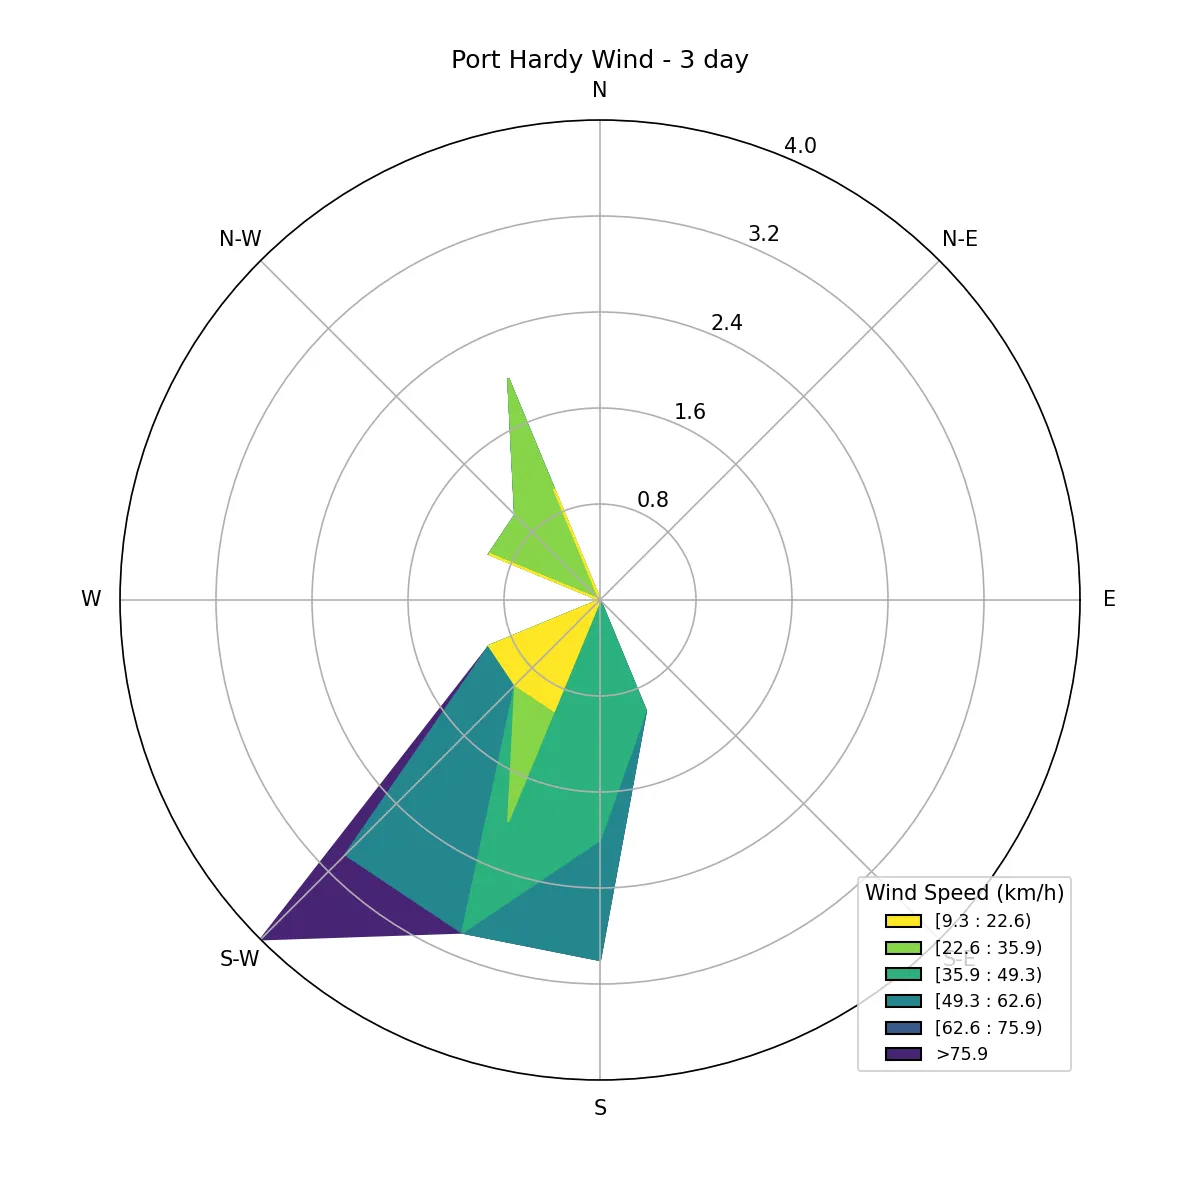 Port Hardy Wind - 3 day
N
4.0
N-W
3.2
N-E
2.4
1.6
0.8
W
E
S-W
S-E
Wind Speed (km/h)
[9.3 : 22.6)
[22.6 : 35.9)
[35.9 : 49.3)
[49.3 : 62.6)
[62.6 : 75.9)
>75.9
S